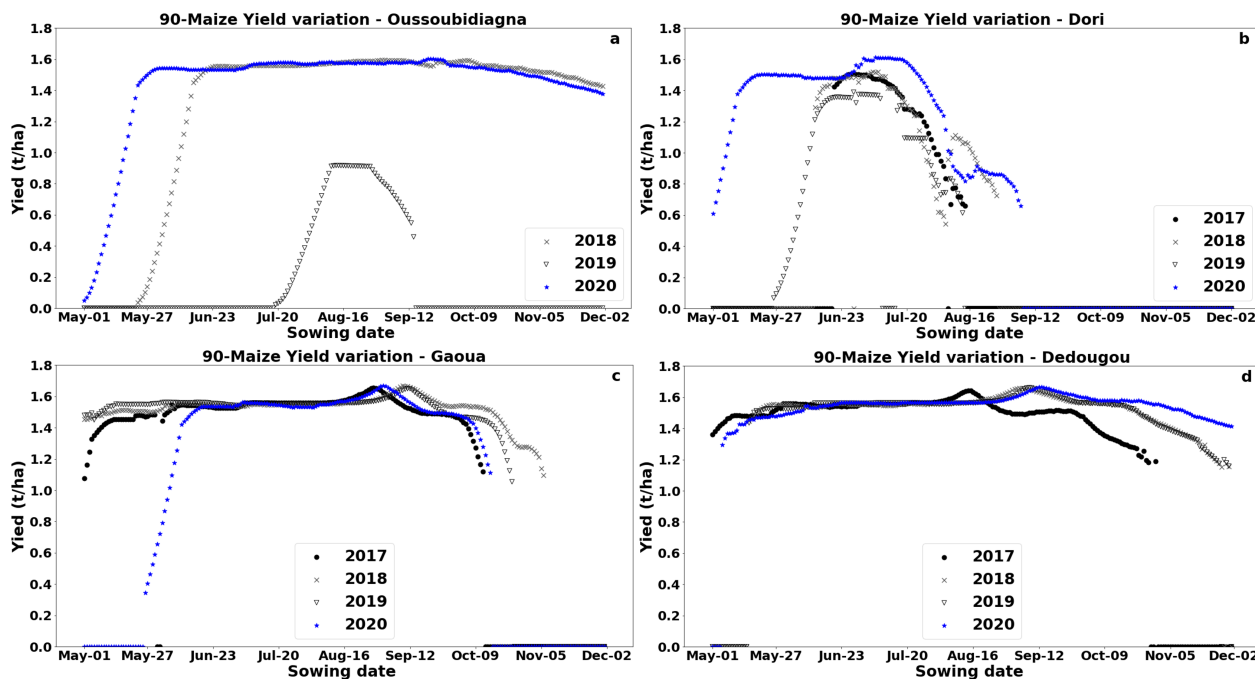 90-Maize Yield variation - Oussoubidiagna
a
Yied (t/ha)
1.8
1.6
1.4
1.2
1.0
0.8
0.6
0.4
0.2
0.0
2018
2019
2020
May-01 May-27 Jun-23 Jul-20 Aug-16 Sep-12 Oct-09 Nov-05 Dec-02
Sowing date
90-Maize Yield variation - Dori
b
Yied (t/ha)
1.8
1.6
1.4
1.2
1.0
0.8
0.6
0.4
0.2
0.0
2017
2018
2019
2020
May-01 May-27 Jun-23 Jul-20 Aug-16 Sep-12 Oct-09 Nov-05 Dec-02
Sowing date
90-Maize Yield variation - Gaoua
c
Yied (t/ha)
1.8
1.6
1.4
1.2
1.0
0.8
0.6
0.4
0.2
0.0
2017
2018
2019
2020
May-01 May-27 Jun-23 Jul-20 Aug-16 Sep-12 Oct-09 Nov-05 Dec-02
Sowing date
90-Maize Yield variation - Dedougou
d
Yied (t/ha)
1.8
1.6
1.4
1.2
1.0
0.8
0.6
0.4
0.2
0.0
2017
2018
2019
2020
May-01 May-27 Jun-23 Jul-20 Aug-16 Sep-12 Oct-09 Nov-05 Dec-02
Sowing date